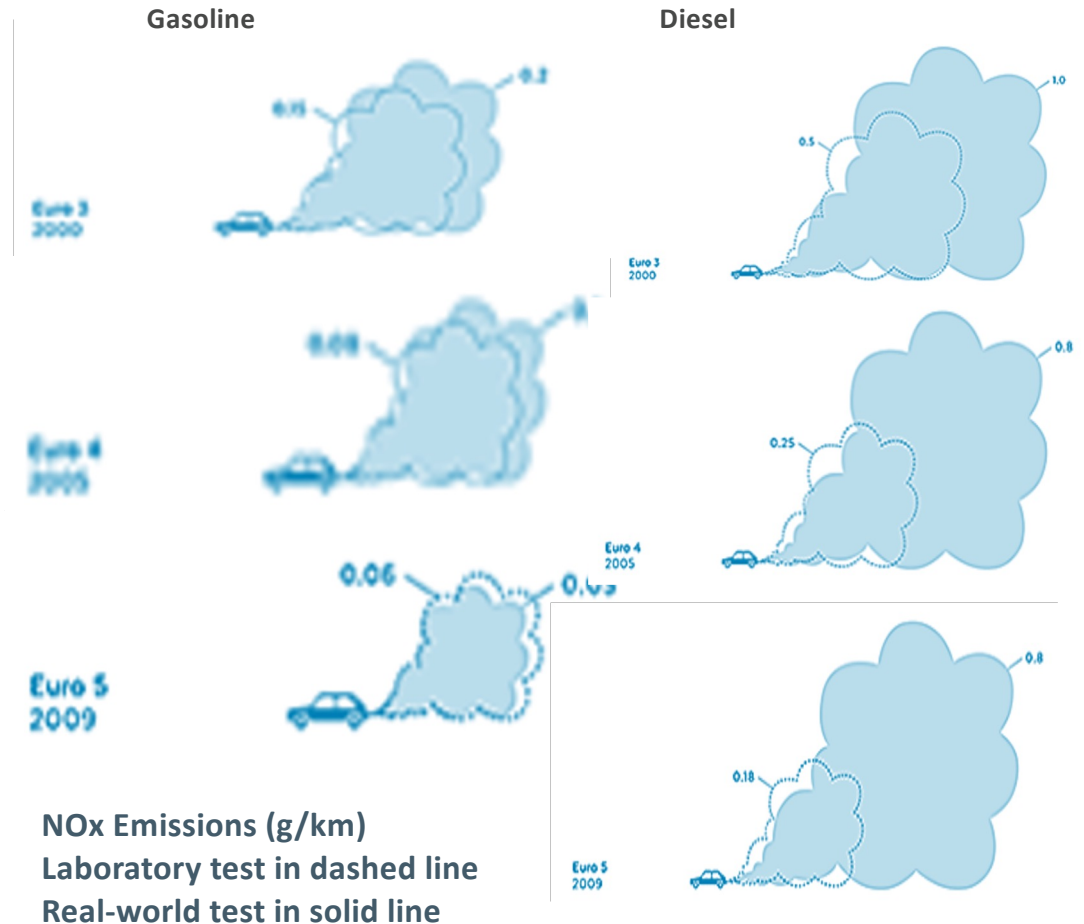 Gasoline
Diesel
0.15
0.2
Euro 3
2000
1.0
0.5
Euro 3
2000
0.08
Euro 4
2005
0.8
0.25
Euro 4
2005
0.06
Euro 5
2009
0.8
0.18
Euro 5
2009
NOx Emissions (g/km)
Laboratory test in dashed line
Real-world test in solid line